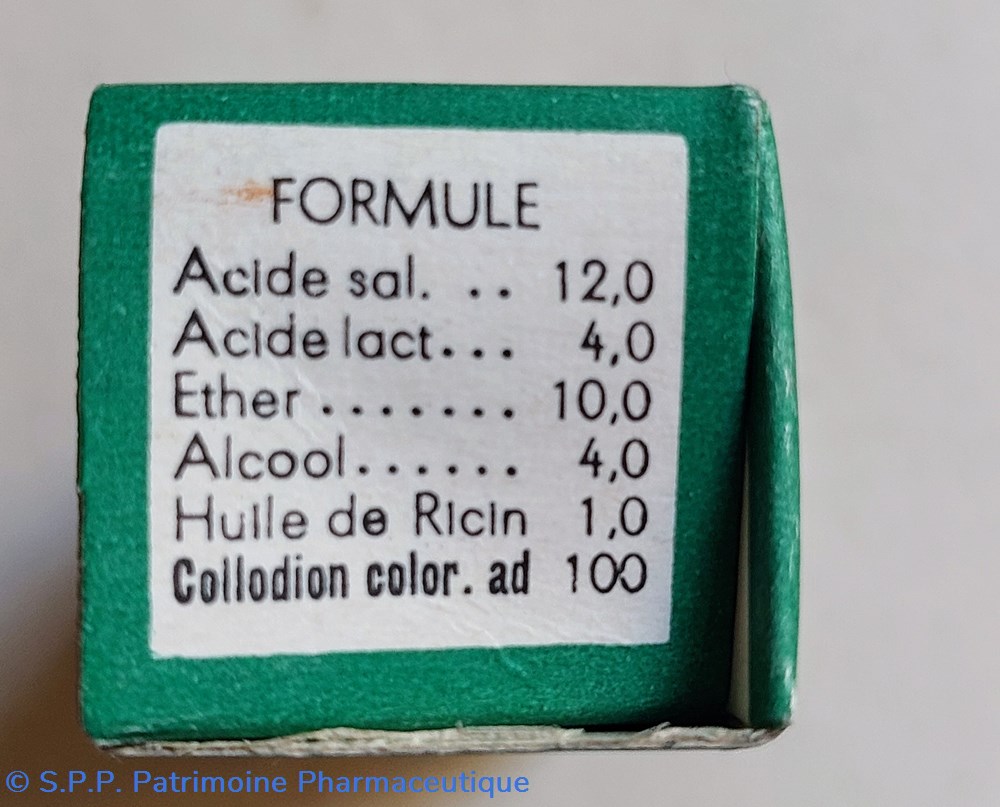 FORMULE
Acide sal. .. 12,0
Acide lact... 4,0
Ether ....... 10,0
Alcool...... 4,0
Huile de Ricin 1,0
Collodion color. ad 100
© S.P.P. Patrimoine Pharmaceutique